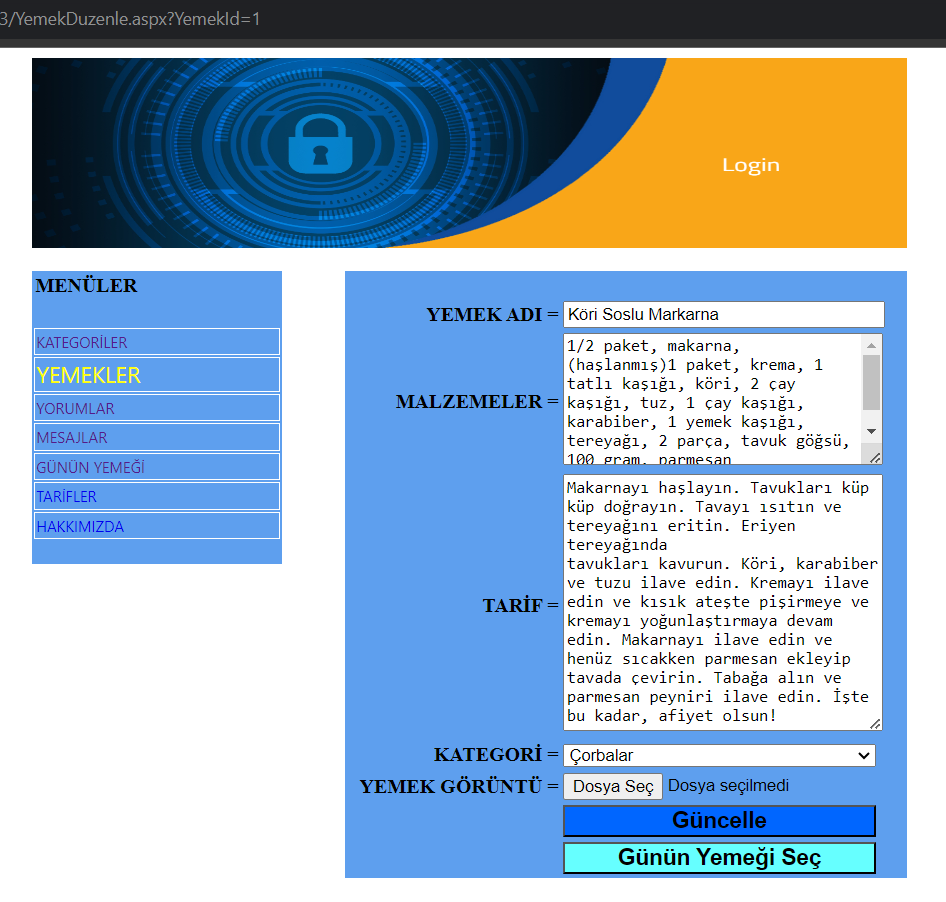 3/YemekDuzenle.aspx?YemekId=1
Login
MENÜLER
KATEGORİLER
YEMEKLER
YORUMLAR
MESAJLAR
GÜNÜN YEMEĞİ
TARİFLER
HAKKIMIZDA
YEMEK ADI = Köri Soslu Markarna
MALZEMELER =
1/2 paket, makarna,
(haşlanmış)1 paket, krema, 1
tatlı kaşığı, köri, 2 çay
kaşığı, tuz, 1 çay kaşığı,
karabiber, 1 yemek kaşığı,
tereyağı, 2 parça, tavuk göğsü,
100 gram, parmesan
TARİF =
Makarnayı haşlayın. Tavukları küp
küp doğrayın. Tavayı ısıtın ve
tereyağını eritin. Eriyen
tereyağında
tavukları kavurun. Köri, karabiber
ve tuzu ilave edin. Kremayı ilave
edin ve kısık ateşte pişirmeye ve
kremayı yoğunlaştırmaya devam
edin. Makarnayı ilave edin ve
henüz sıcakken parmesan ekleyip
tavada çevirin. Tabağa alın ve
parmesan peyniri ilave edin. İşte
bu kadar, afiyet olsun!
KATEGORİ = Çorbalar
YEMEK GÖRÜNTÜ = Dosya Seç Dosya seçilmedi
Güncelle
Günün Yemeği Seç